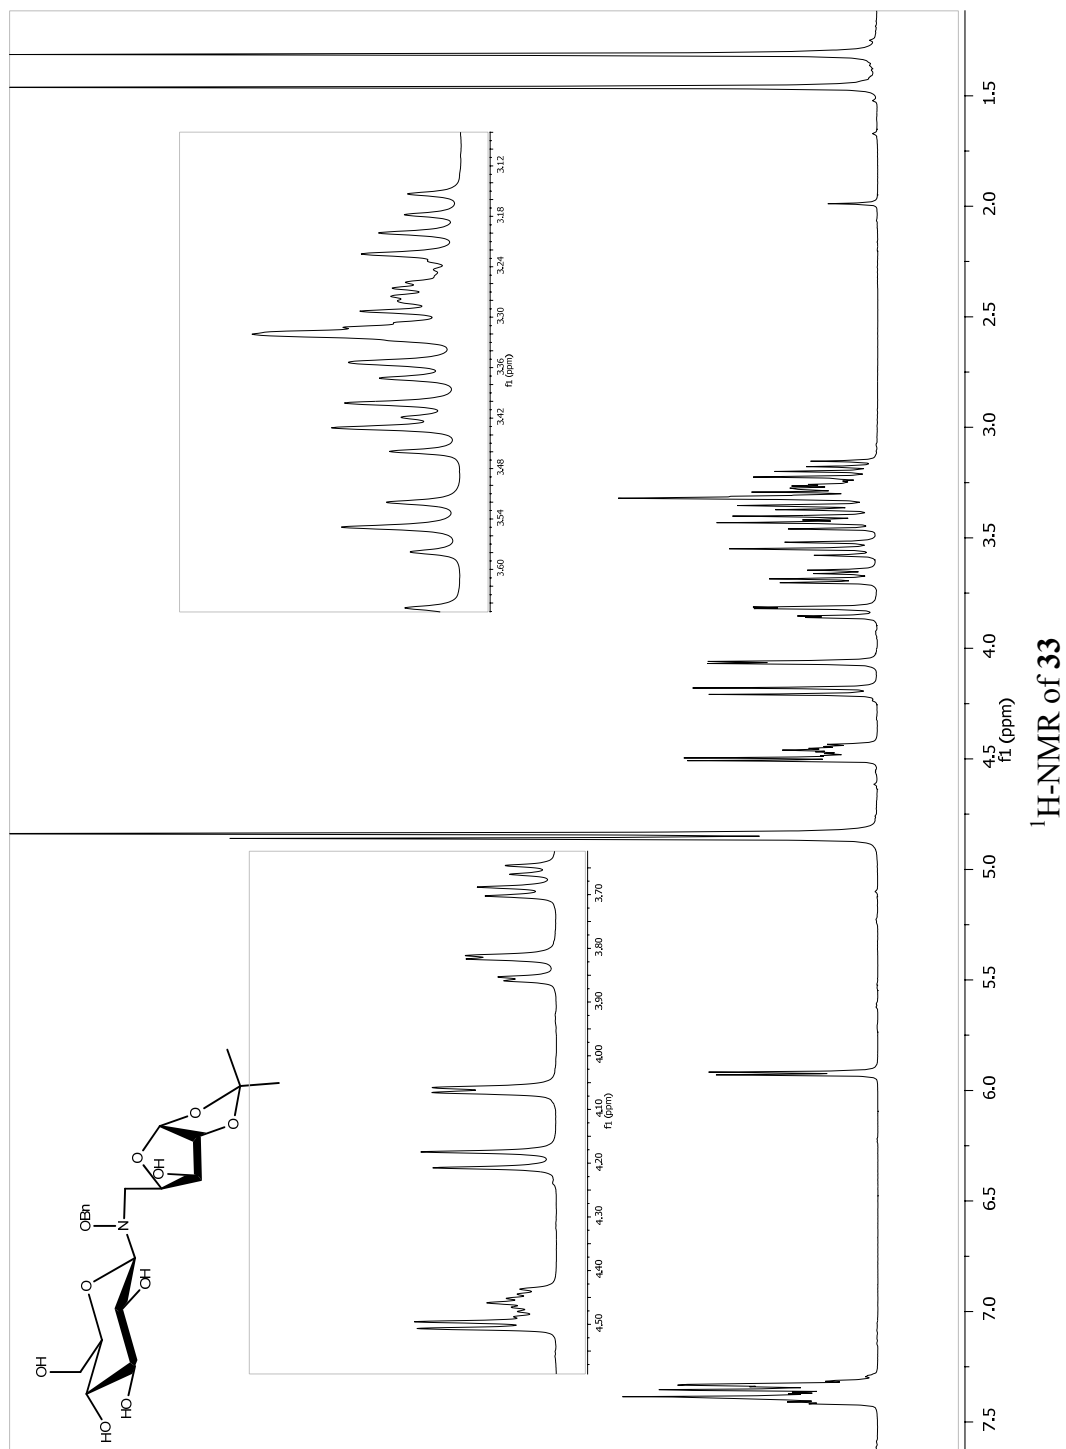 OH
O
OBn
HO
HO
OH
N
O
OH
O
O
3.60 3.54 3.48 3.42 3.36 3.30 3.24 3.18 3.12
f1 (ppm)
4.50 4.40 4.30 4.20 4.10 4.00 3.90 3.80 3.70
f1 (ppm)
7.5 7.0 6.5 6.0 5.5 5.0 4.5 4.0 3.5 3.0 2.5 2.0 1.5
f1 (ppm)
¹H-NMR of 33